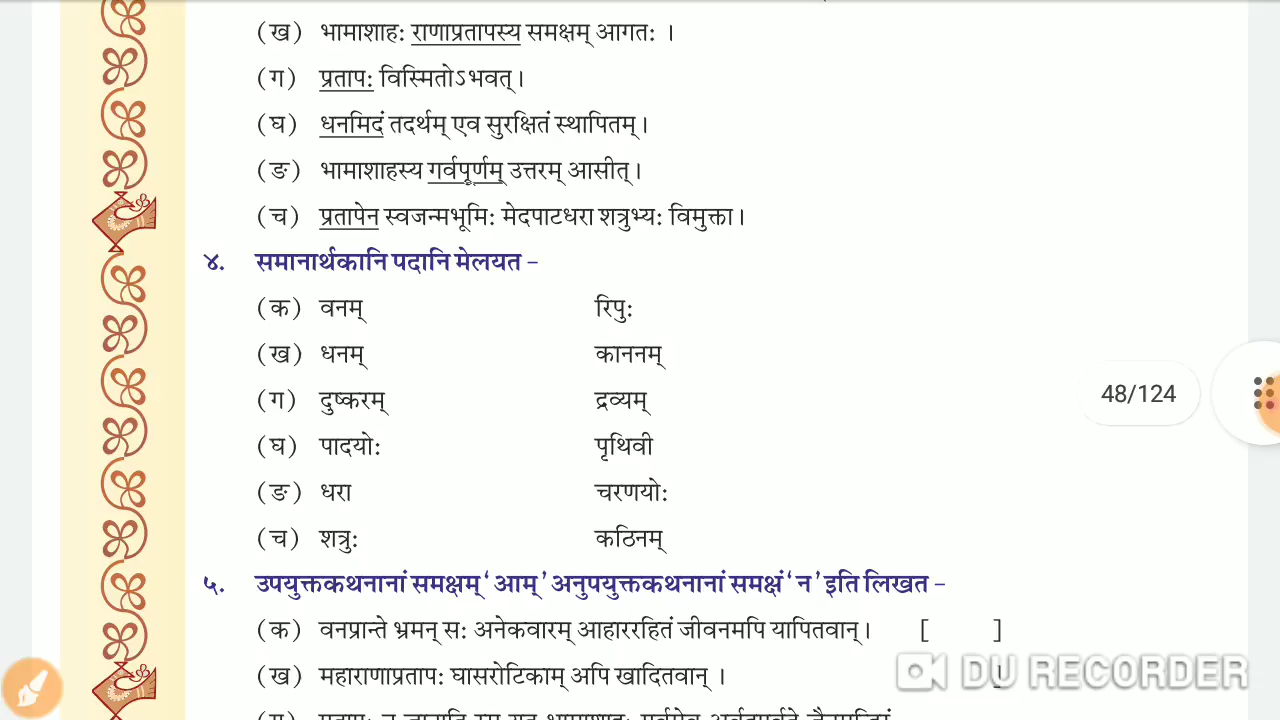 (ख) भामाशाहः राणाप्रतापस्य समक्षम् आगतः ।
(ग) प्रतापः विस्मितोऽभवत्।
(घ) धनमिदं तदर्थम् एव सुरक्षितं स्थापितम्।
(ङ) भामाशाहस्य गर्वपूर्णम् उत्तरम् आसीत्।
(च) प्रतापेन स्वजन्मभूमिः मेदपाटधरा शत्रुभ्यः विमुक्ता।
४. समानार्थकानि पदानि मेलयत –
(क) वनम् रिपुः
(ख) धनम् काननम्
(ग) दुष्करम् द्रव्यम्
48/124
(घ) पादयोः पृथिवी
(ङ) धरा चरणयोः
(च) शत्रुः कठिनम्
५. उपयुक्तकथनानां समक्षम् ‘आम्’ अनुपयुक्तकथनानां समक्षं ‘न’ इति लिखत –
(क) वनप्रान्ते भ्रमन् सः अनेकवारम् आहाररहितं जीवनमपि यापितवान्। [ ]
(ख) महाराणाप्रतापः घासरोटिकाम् अपि खादितवान् । ]
DU RECORDER